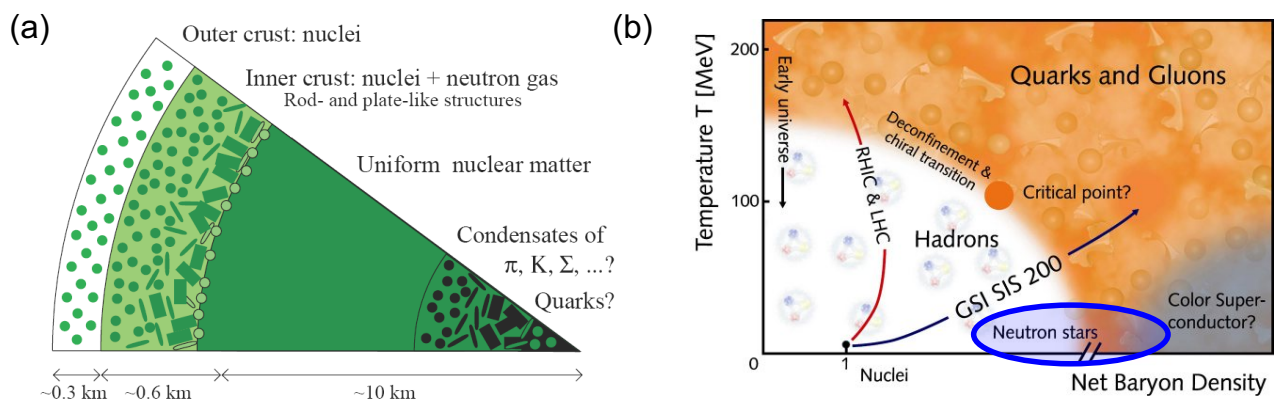 (a)
Outer crust: nuclei
Inner crust: nuclei + neutron gas
Rod- and plate-like structures
Uniform nuclear matter
Condensates of
π, K, Σ, ...?
Quarks?
~0.3 km
~0.6 km
~10 km
(b)
Temperature T [MeV]
200
100
0
Early universe
Quarks and Gluons
Deconfinement &
chiral transition
RHIC & LHC
Critical point?
Hadrons
GSI SIS 200
Color Super-
conductor?
Neutron stars
1
Nuclei
Net Baryon Density